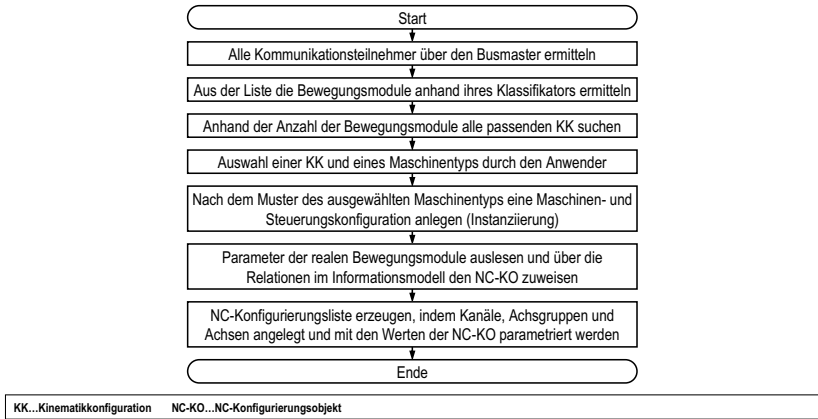 Start
Alle Kommunikationsteilnehmer über den Busmaster ermitteln
Aus der Liste die Bewegungsmodule anhand ihres Klassifikators ermitteln
Anhand der Anzahl der Bewegungsmodule alle passenden KK suchen
Auswahl einer KK und eines Maschinentyps durch den Anwender
Nach dem Muster des ausgewählten Maschinentyps eine Maschinen- und
Steuerungskonfiguration anlegen (Instanziierung)
Parameter der realen Bewegungsmodule auslesen und über die
Relationen im Informationsmodell den NC-KO zuweisen
NC-Konfigurierungsliste erzeugen, indem Kanäle, Achsgruppen und
Achsen angelegt und mit den Werten der NC-KO parametriert werden
Ende
KK...Kinematikkonfiguration NC-KO...NC-Konfigurierungsobjekt